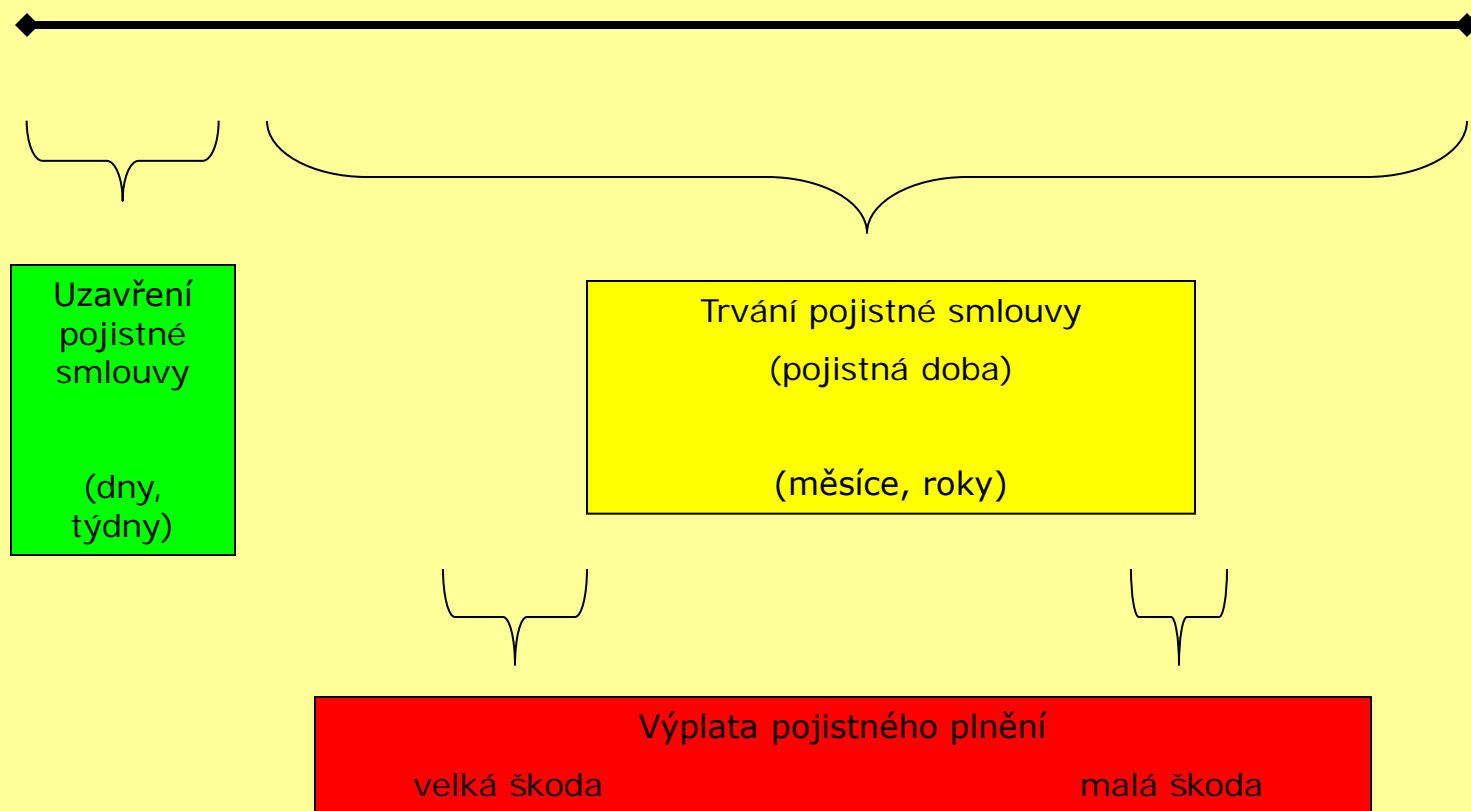 Uzavření
pojistné
smlouvy
(dny,
týdny)
Trvání pojistné smlouvy
(pojistná doba)
(měsíce, roky)
Výplata pojistného plnění
velká škoda malá škoda